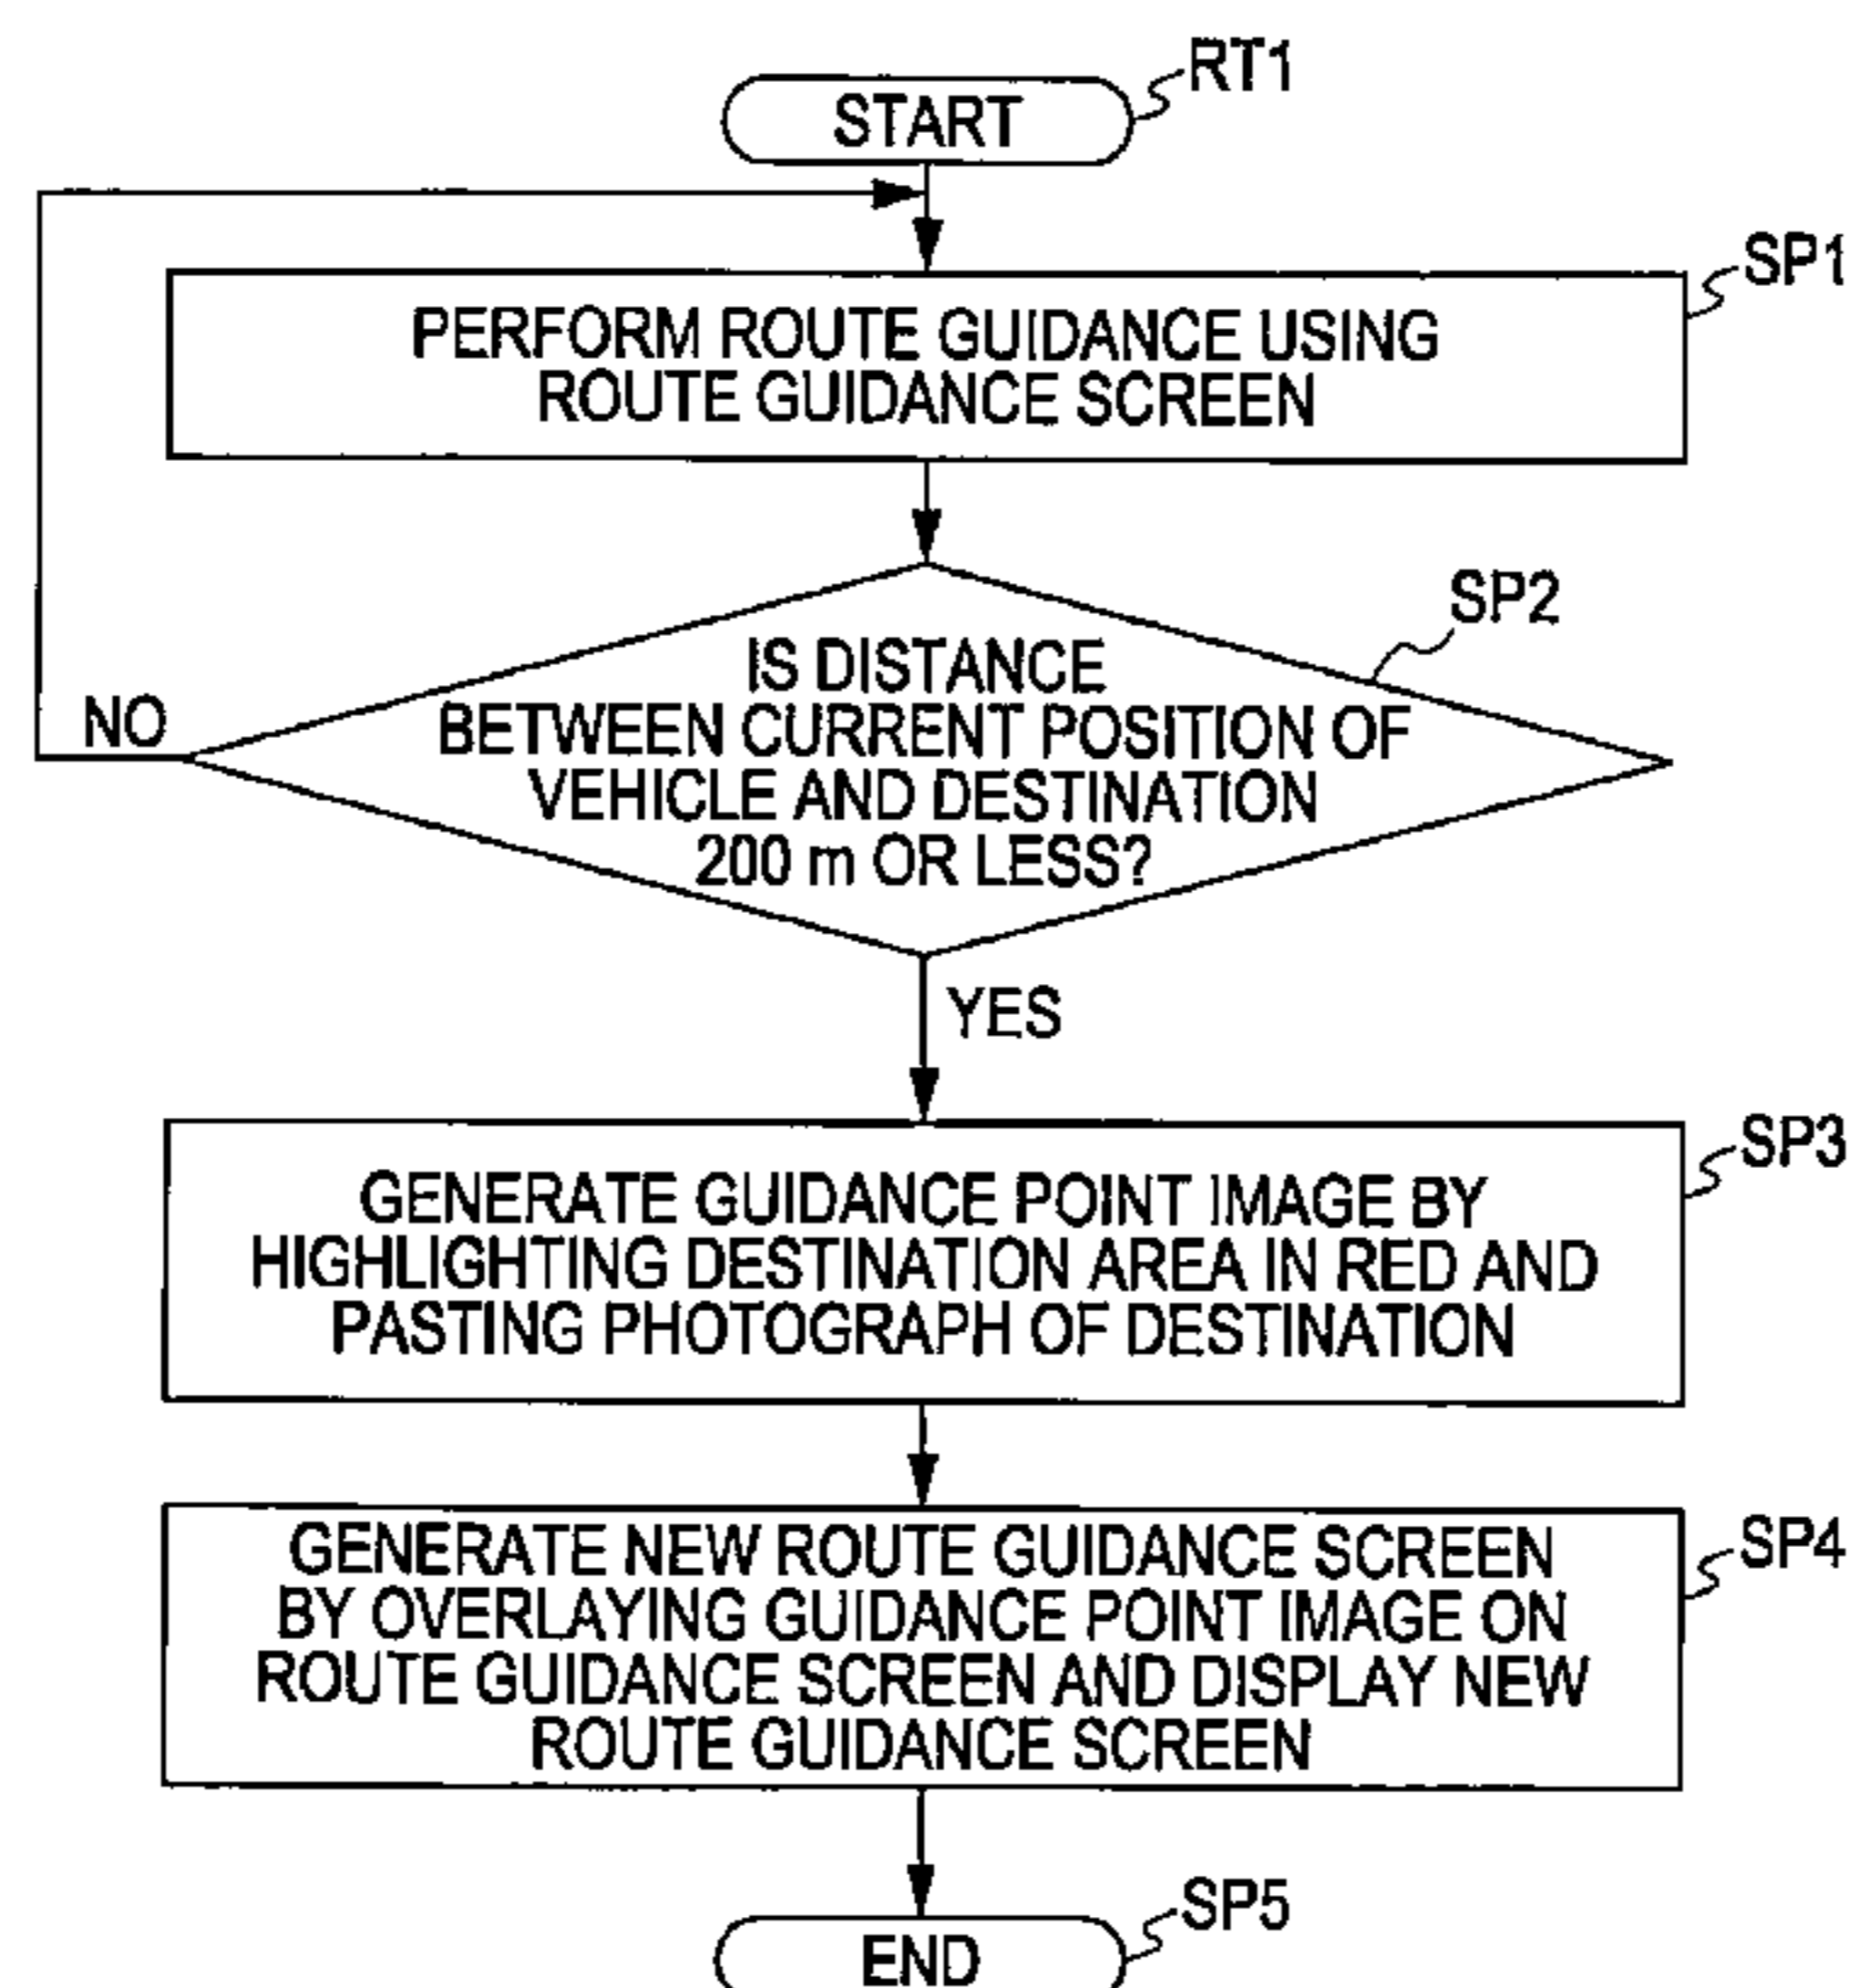 RT1
START
SP1
PERFORM ROUTE GUIDANCE USING
ROUTE GUIDANCE SCREEN
SP2
IS DISTANCE
BETWEEN CURRENT POSITION OF
VEHICLE AND DESTINATION
200 m OR LESS?
NO
YES
SP3
GENERATE GUIDANCE POINT IMAGE BY
HIGHLIGHTING DESTINATION AREA IN RED AND
PASTING PHOTOGRAPH OF DESTINATION
SP4
GENERATE NEW ROUTE GUIDANCE SCREEN
BY OVERLAYING GUIDANCE POINT IMAGE ON
ROUTE GUIDANCE SCREEN AND DISPLAY NEW
ROUTE GUIDANCE SCREEN
SP5
END